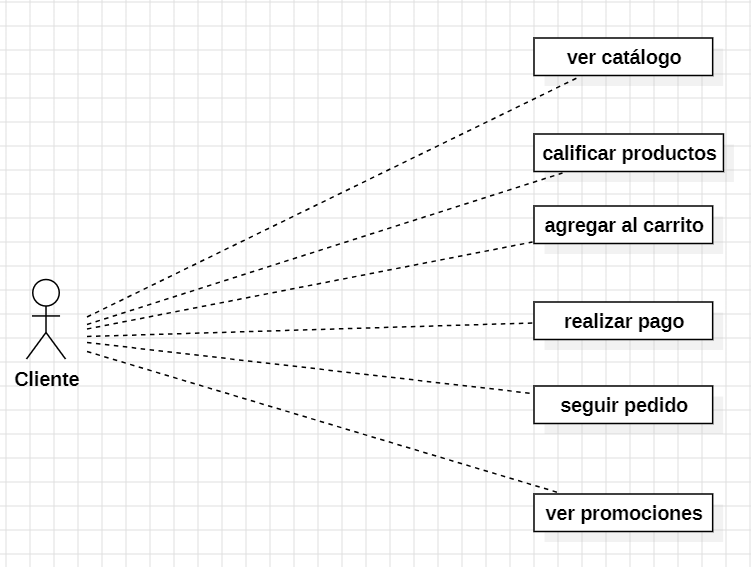 ver catálogo
calificar productos
agregar al carrito
realizar pago
Cliente
seguir pedido
ver promociones